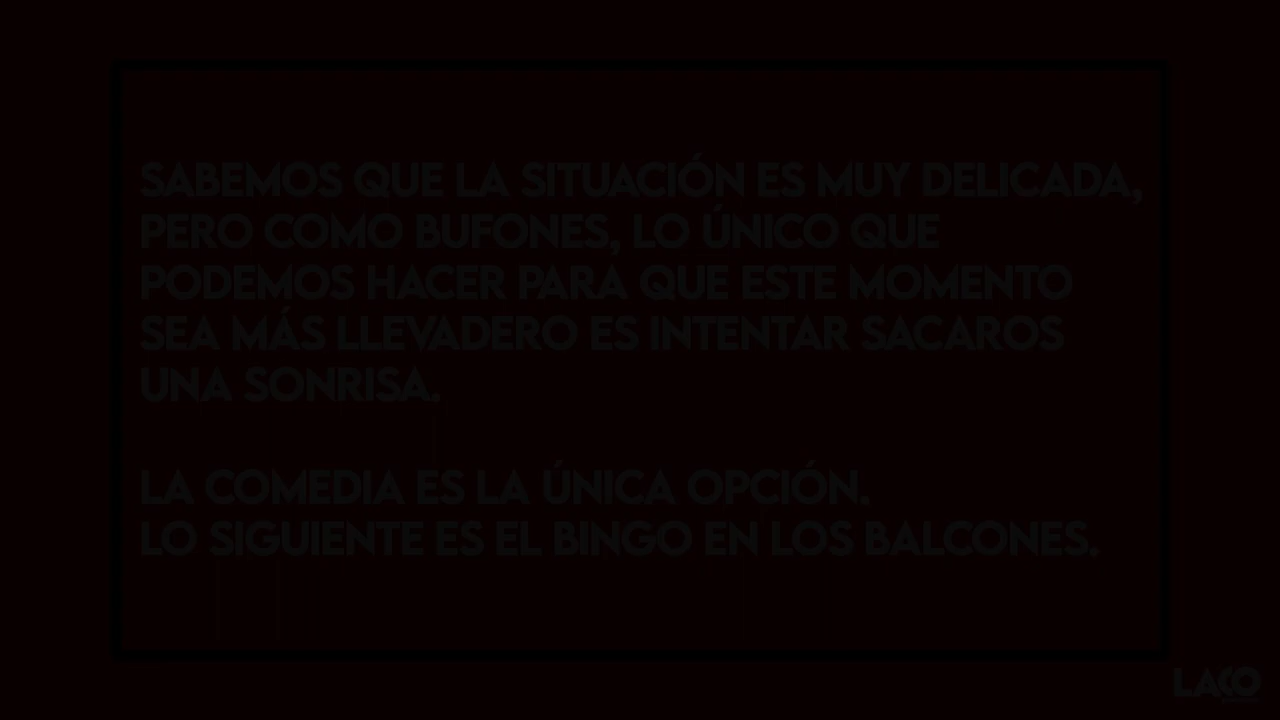 SABEMOS QUE LA SITUACIÓN ES MUY DELICADA,
PERO COMO BUFONES, LO ÚNICO QUE
PODEMOS HACER PARA QUE ESTE MOMENTO
SEA MÁS LLEVADERO ES INTENTAR SACAROS
UNA SONRISA.
LA COMEDIA ES LA ÚNICA OPCIÓN.
LO SIGUIENTE ES EL BINGO EN LOS BALCONES.
LACO